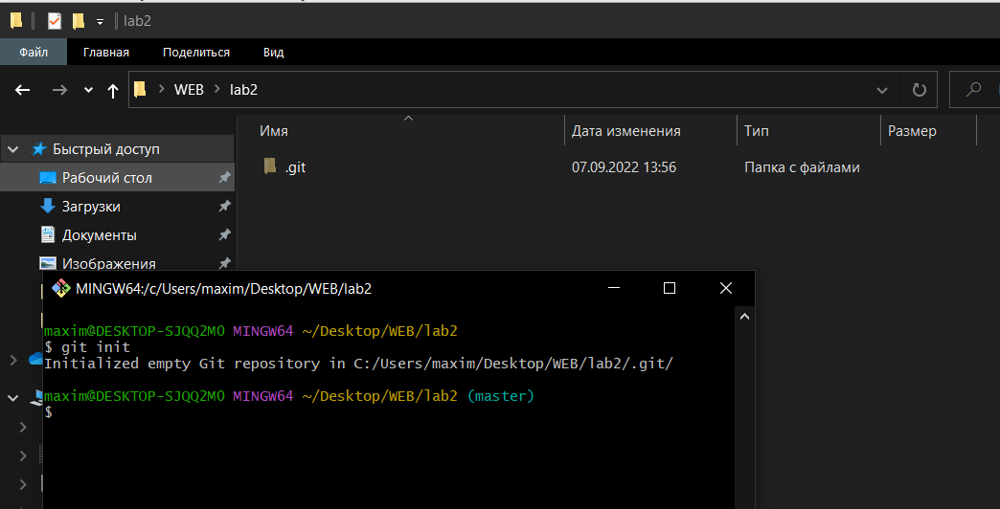 lab2
Файл Главная Поделиться Вид
WEB lab2
Имя Дата изменения Тип Размер
Быстрый доступ
.git 07.09.2022 13:56 Папка с файлами
Рабочий стол
Загрузки
Документы
Изображения
MINGW64:/c/Users/maxim/Desktop/WEB/lab2
maxim@DESKTOP-SJQQ2MO MINGW64 ~/Desktop/WEB/lab2
$ git init
Initialized empty Git repository in C:/Users/maxim/Desktop/WEB/lab2/.git/
maxim@DESKTOP-SJQQ2MO MINGW64 ~/Desktop/WEB/lab2 (master)
$